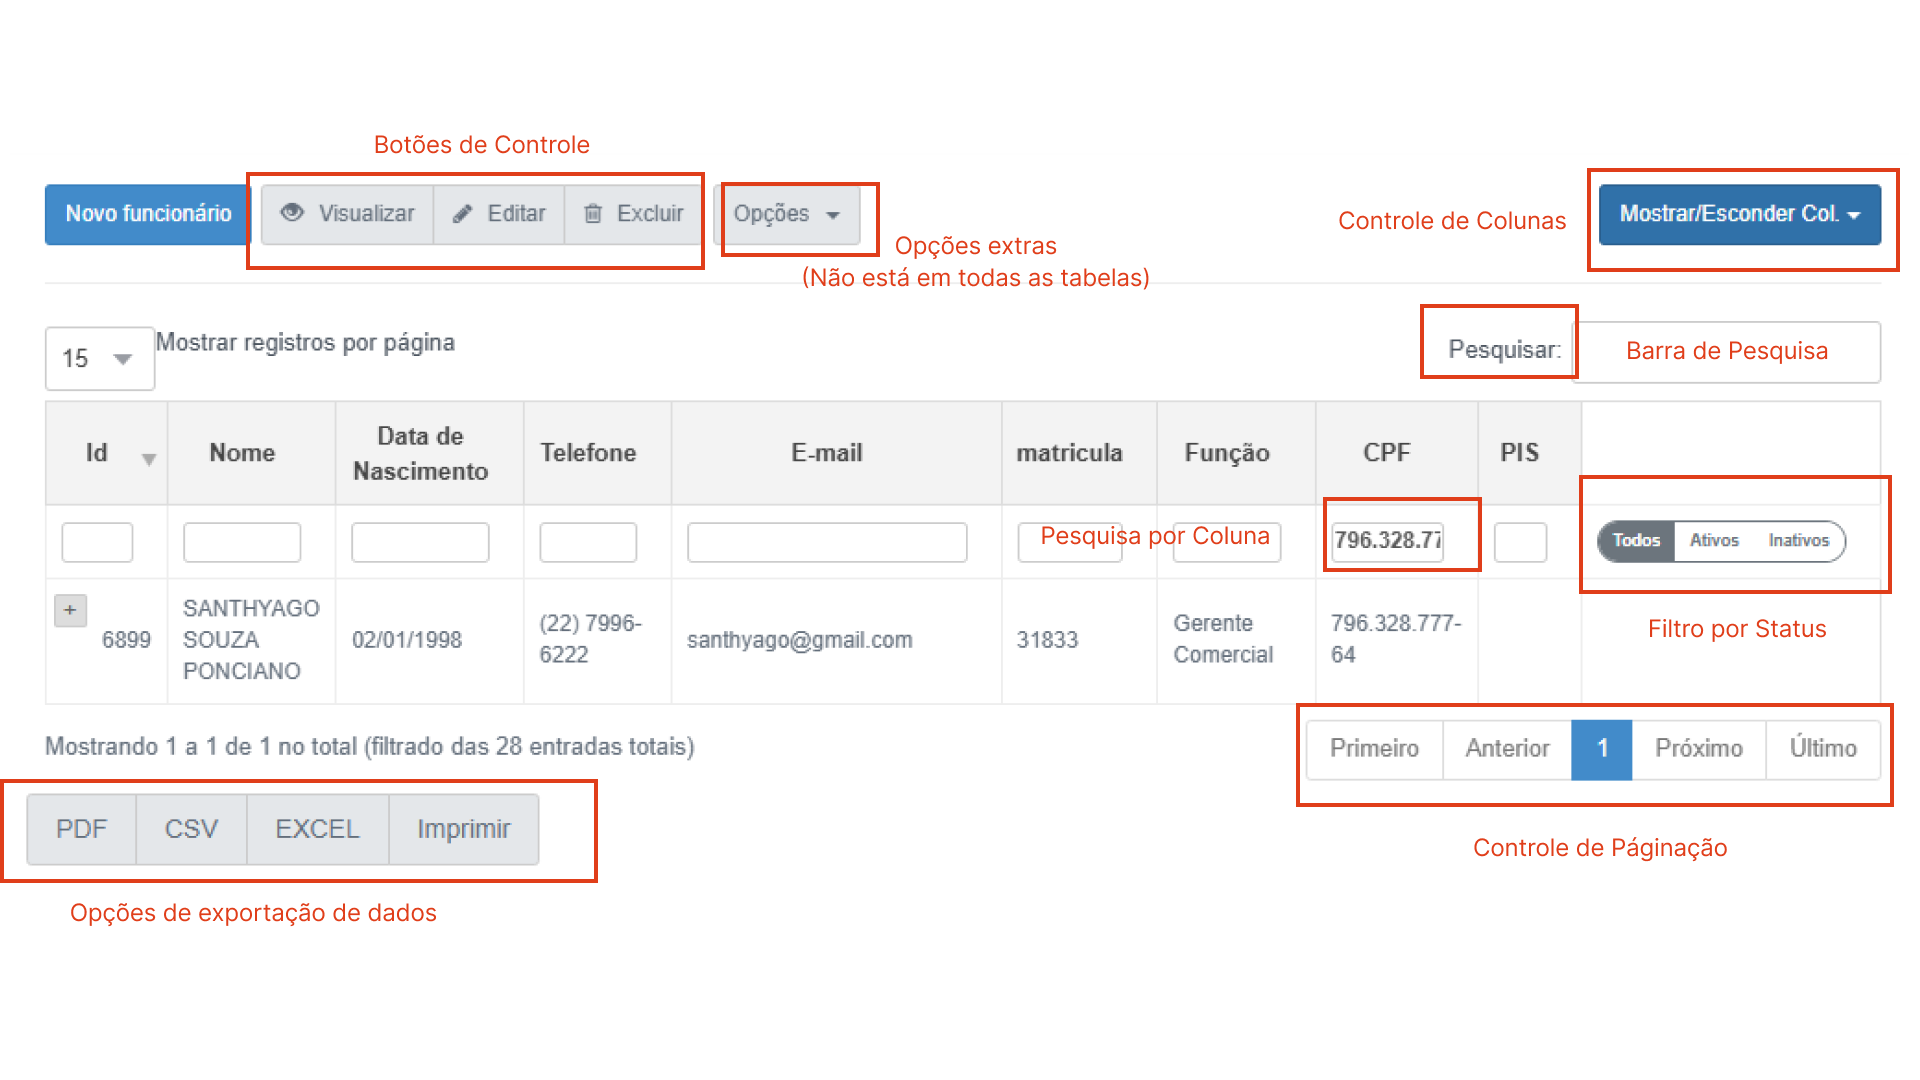 Botões de Controle
Novo funcionário
Visualizar
Editar
Excluir
Opções
Opções extras
(Não está em todas as tabelas)
Controle de Colunas
Mostrar/Esconder Col.
15
Mostrar registros por página
Pesquisar:
Barra de Pesquisa
Id
Nome
Data de
Nascimento
Telefone
E-mail
matricula
Função
CPF
PIS
Pesquisa por Coluna
796.328.77
Todos
Ativos
Inativos
Filtro por Status
+
6899
SANTHYAGO
SOUZA
PONCIANO
02/01/1998
(22) 7996-
6222
santhyago@gmail.com
31833
Gerente
Comercial
796.328.777-
64
Mostrando 1 a 1 de 1 no total (filtrado das 28 entradas totais)
Primeiro
Anterior
1
Próximo
Último
Controle de Páginação
PDF
CSV
EXCEL
Imprimir
Opções de exportação de dados